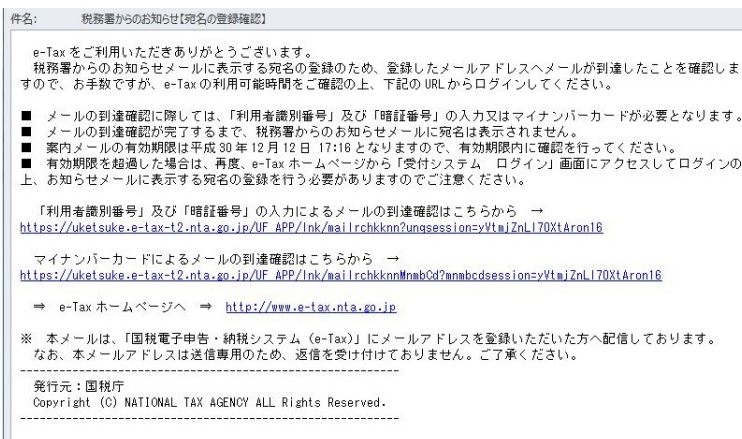 件名： 税務署からのお知らせ【宛名の登録確認】
e-Tax をご利用いただきありがとうございます。
税務署からのお知らせメールに表示する宛名の登録のため、登録したメールアドレスへメールが到達したことを確認しま
すので、お手数ですが、e-Taxの利用可能時間をご確認の上、下記の URL からログインしてください。
■ メールの到達確認に際しては、「利用者識別番号」及び「暗証番号」の入力又はマイナンバーカードが必要となります。
■ メールの到達確認が完了するまで、税務署からのお知らせメールに宛名は表示されません。
■ 案内メールの有効期限は平成 30 年 12 月 12 日 17:16 となりますので、有効期限内に確認を行ってください。
■ 有効期限を超過した場合は、再度、e-Tax ホームページから「受付システム ログイン」画面にアクセスしてログインの
上、お知らせメールに表示する宛名の登録を行う必要がありますのでご注意ください。
「利用者識別番号」及び「暗証番号」の入力によるメールの到達確認はこちらから →
https://uketsuke.e-tax-t2.nta.go.jp/UF_APP/lnk/mailrchkknn?unqsession=yVtmjZnLl70XtAron16
マイナンバーカードによるメールの到達確認はこちらから →
https://uketsuke.e-tax-t2.nta.go.jp/UF_APP/lnk/mailrchkknnMnmbCd?mnmbcdsession=yVtmjZnLl70XtAron16
⇒ e-Tax ホームページへ ⇒ http://www.e-tax.nta.go.jp
※ 本メールは、「国税電子申告・納税システム（e-Tax）」にメールアドレスを登録いただいた方へ配信しております。
なお、本メールアドレスは送信専用のため、返信を受け付けておりません。ご了承ください。
-------------------------------------------------------
発行元：国税庁
Copyright (C) NATIONAL TAX AGENCY ALL Rights Reserved.
-------------------------------------------------------